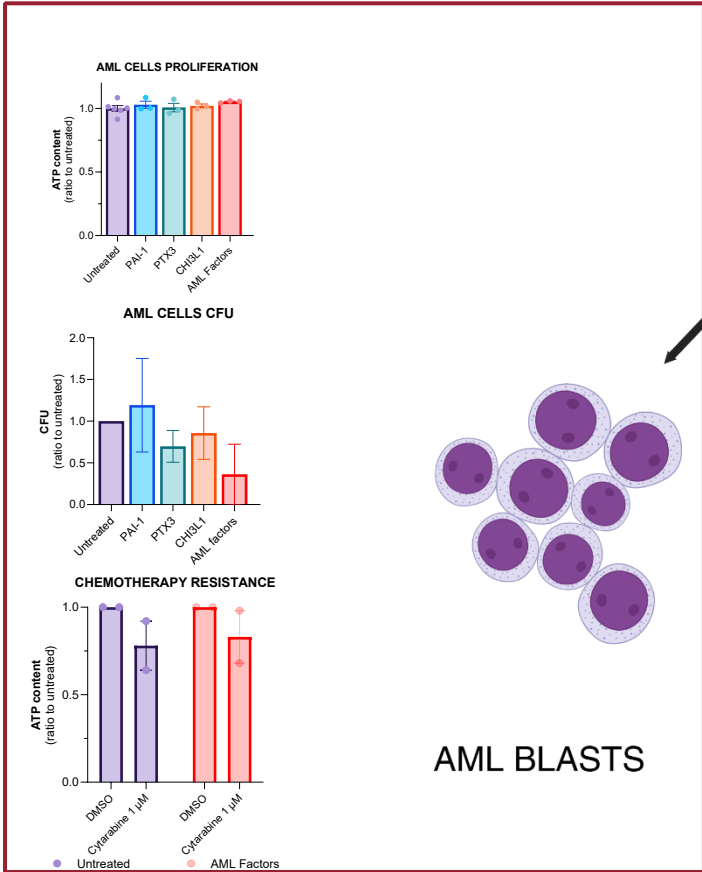 AML CELLS PROLIFERATION
ATP content
(ratio to untreated)
1.0
0.5
0.0
Untreated
PAI-1
PTX3
CHI3L1
AML Factors
AML CELLS CFU
CFU
(ratio to untreated)
2.0
1.5
1.0
0.5
0.0
Untreated
PAI-1
PTX3
CHI3L1
AML factors
CHEMOTHERAPY RESISTANCE
ATP content
(ratio to untreated)
1.0
0.5
0.0
DMSO
Cytarabine 1 µM
DMSO
Cytarabine 1 µM
Untreated
AML Factors
AML BLASTS